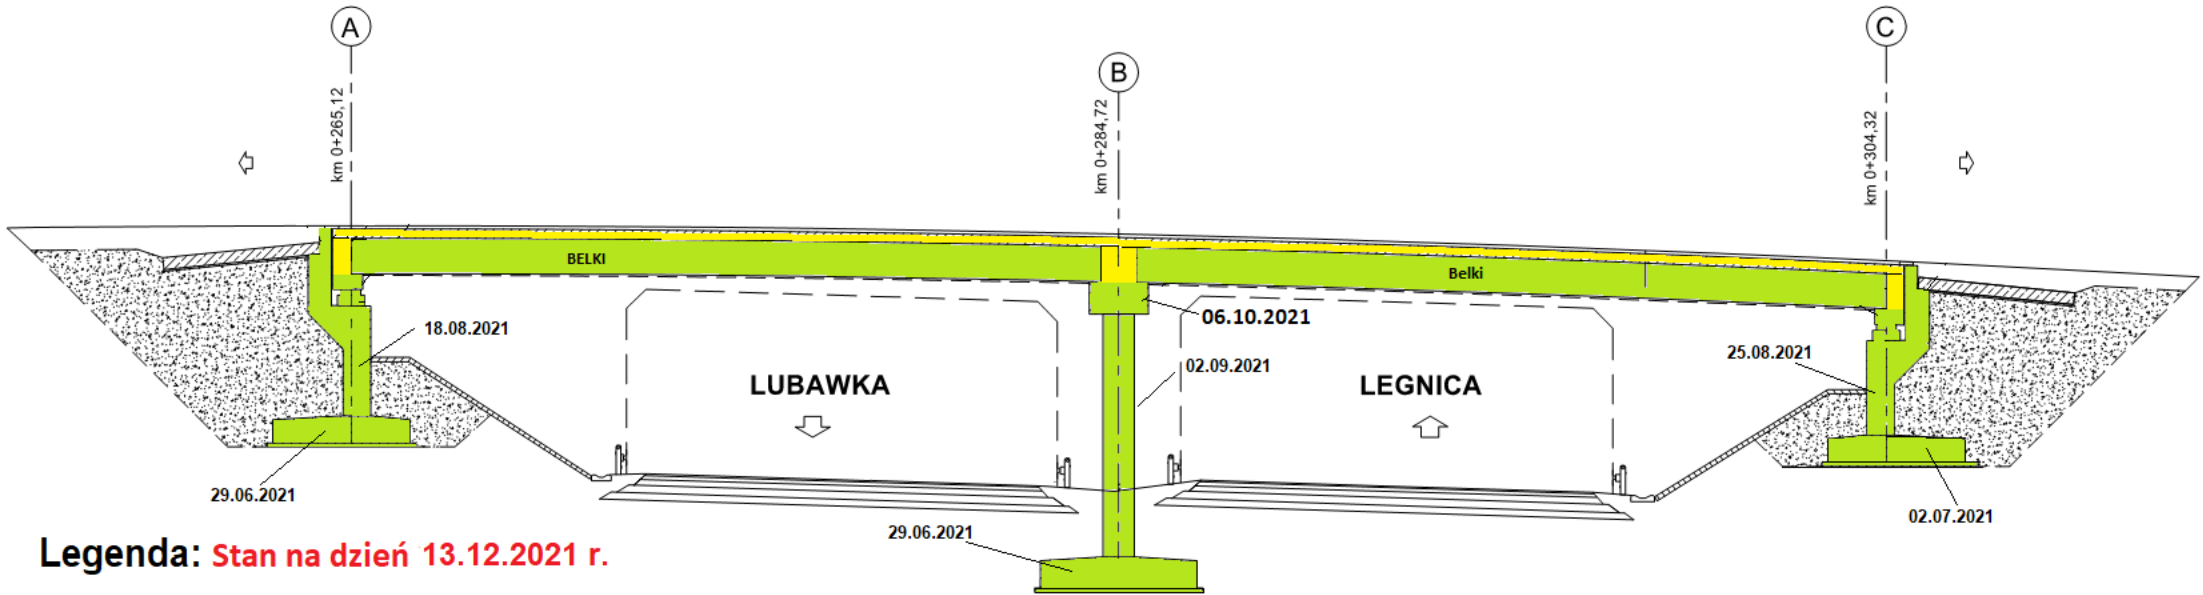 A
B
C
km 0+265,12
km 0+284,72
km 0+304,32
BELKI
Belki
18.08.2021
06.10.2021
02.09.2021
25.08.2021
LUBAWKA
LEGNICA
29.06.2021
29.06.2021
02.07.2021
Legenda: Stan na dzień 13.12.2021 r.